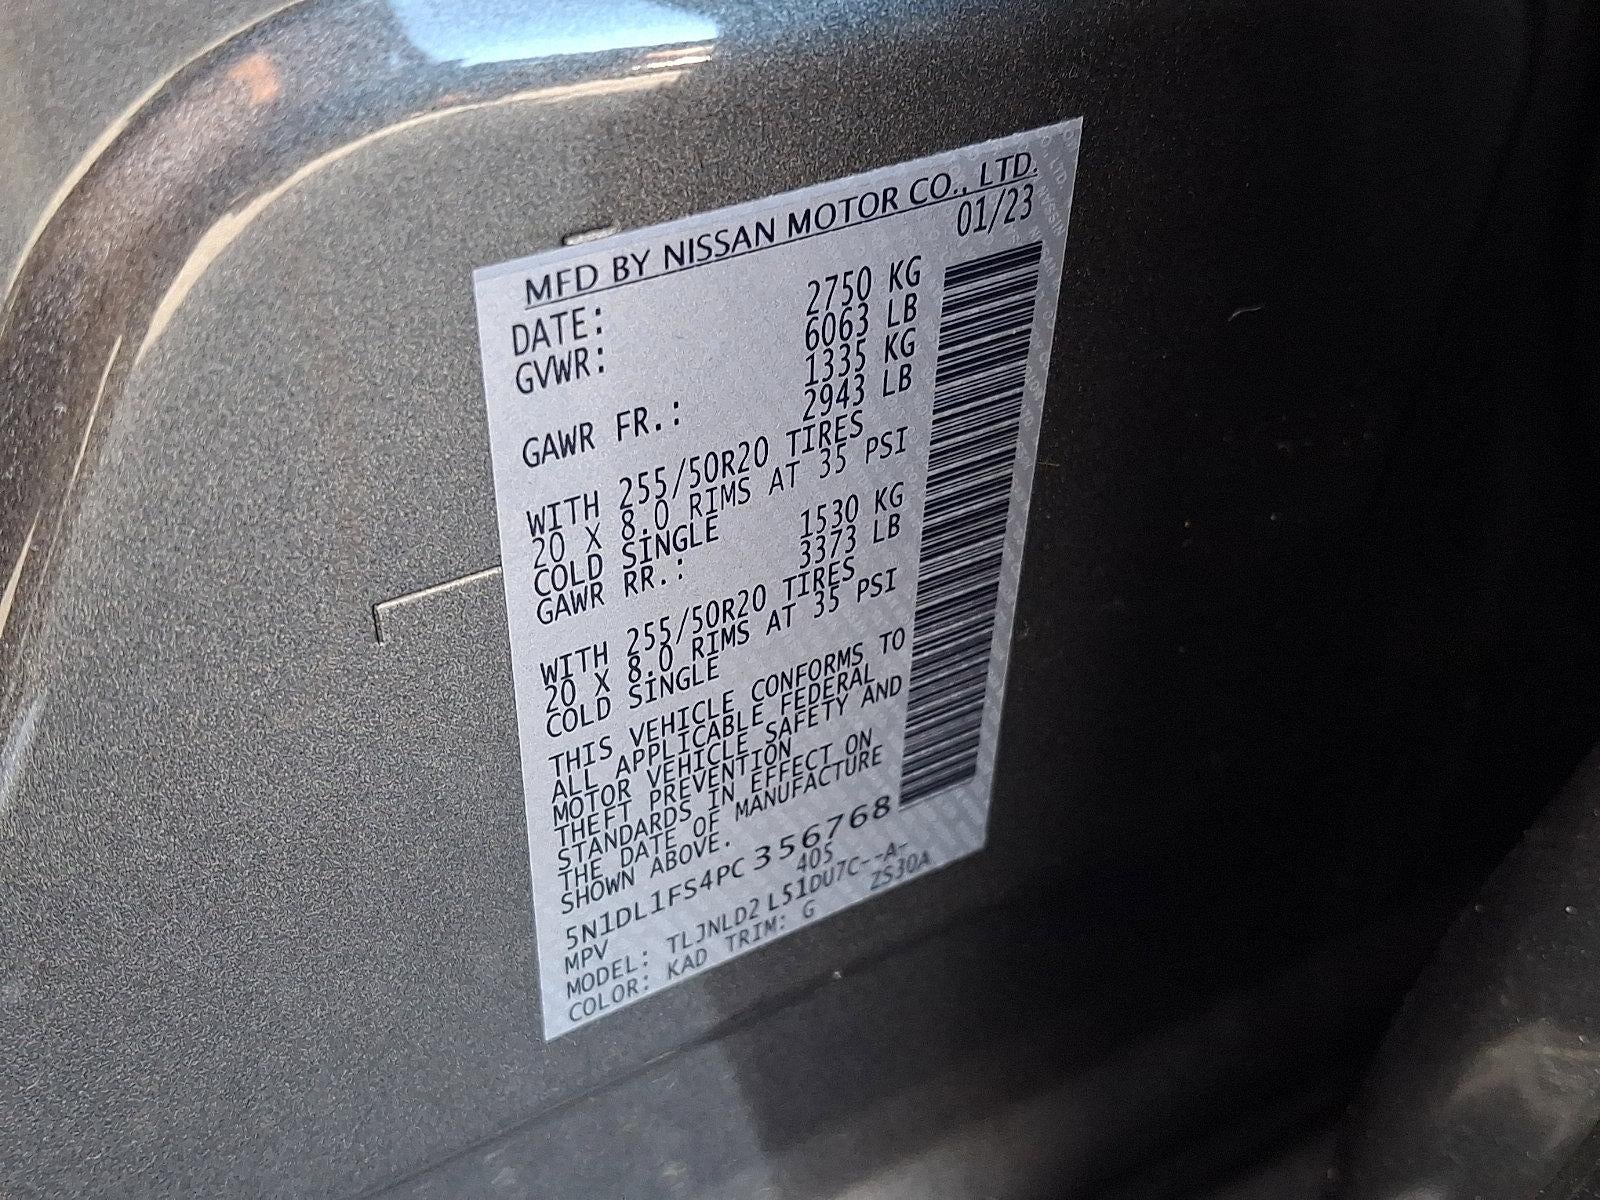 MFD BY NISSAN MOTOR CO., LTD.
DATE: 01/23
GVWR: 2750 KG
6063 LB
GAWR FR.: 1335 KG
2943 LB
WITH 255/50R20 TIRES
20 X 8.0 RIMS AT 35 PSI
COLD SINGLE
GAWR RR.: 1530 KG
3373 LB
WITH 255/50R20 TIRES
20 X 8.0 RIMS AT 35 PSI
COLD SINGLE
THIS VEHICLE CONFORMS TO
ALL APPLICABLE FEDERAL
MOTOR VEHICLE SAFETY AND
THEFT PREVENTION
STANDARDS IN EFFECT ON
THE DATE OF MANUFACTURE
SHOWN ABOVE.
5N1DL1FS4PC356768
MPV 405
MODEL: TLJNLD2 L51DU7C--A-
COLOR: KAD TRIM: G ZS30A